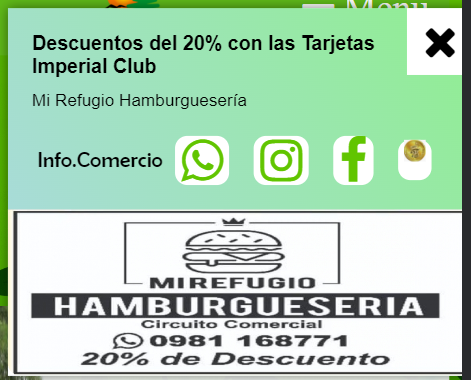 Menu
Descuentos del 20% con las Tarjetas
Imperial Club
Mi Refugio Hamburguesería
Info.Comercio
MIREFUGIO
HAMBURGUESERIA
Circuito Comercial
0981 168771
20% de Descuento